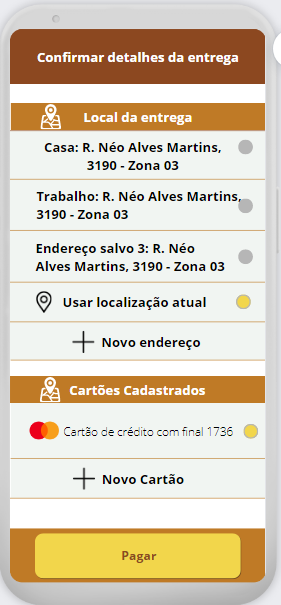 Confirmar detalhes da entrega
Local da entrega
Casa: R. Néo Alves Martins,
3190 - Zona 03
Trabalho: R. Néo Alves Martins,
3190 - Zona 03
Endereço salvo 3: R. Néo
Alves Martins, 3190 - Zona 03
Usar localização atual
Novo endereço
Cartões Cadastrados
Cartão de crédito com final 1736
Novo Cartão
Pagar